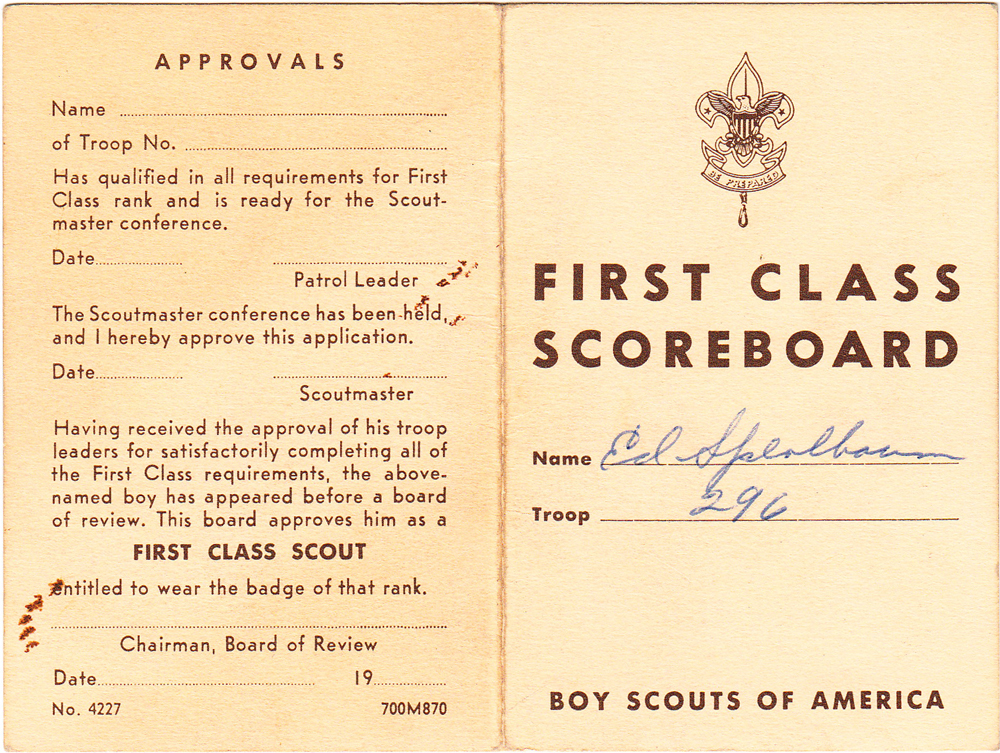 APPROVALS
Name
of Troop No.
Has qualified in all requirements for First
Class rank and is ready for the Scout-
master conference.
Date
Patrol Leader
The Scoutmaster conference has been held,
and I hereby approve this application.
Date
Scoutmaster
Having received the approval of his troop
leaders for satisfactorily completing all of
the First Class requirements, the above-
named boy has appeared before a board
of review. This board approves him as a
FIRST CLASS SCOUT
entitled to wear the badge of that rank.
Chairman, Board of Review
Date 19
No. 4227 700M870
BE PREPARED
FIRST CLASS
SCOREBOARD
Name Ed
Troop 296
BOY SCOUTS OF AMERICA